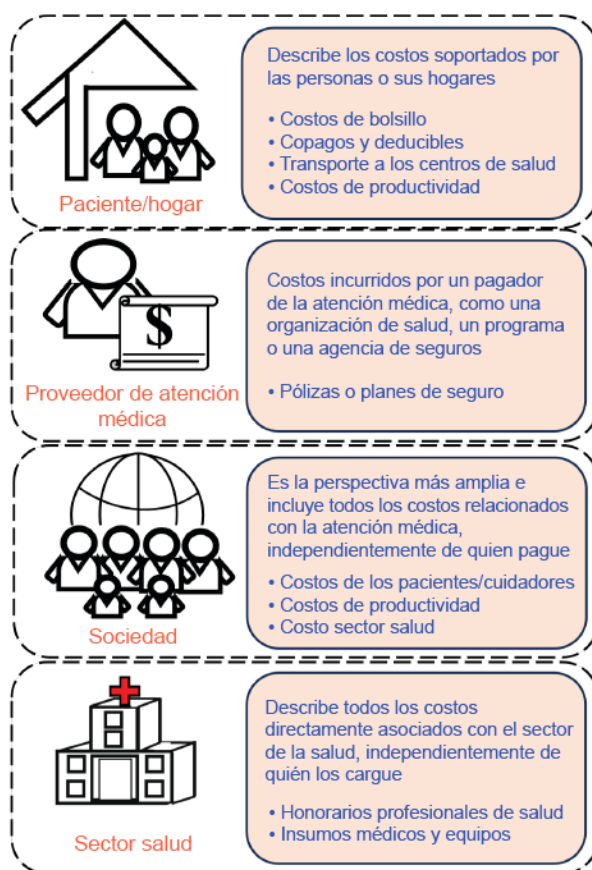 Describe los costos soportados por
las personas o sus hogares
• Costos de bolsillo
• Copagos y deducibles
• Transporte a los centros de salud
• Costos de productividad
Paciente/hogar
Costos incurridos por un pagador
de la atención médica, como una
organización de salud, un programa
o una agencia de seguros
• Pólizas o planes de seguro
$
Proveedor de atención
médica
Es la perspectiva más amplia e
incluye todos los costos relacionados
con la atención médica,
independientemente de quien pague
• Costos de los pacientes/cuidadores
• Costos de productividad
• Costo sector salud
Sociedad
Describe todos los costos
directamente asociados con el sector
de la salud, independientemente de
quién los cargue
• Honorarios profesionales de salud
• Insumos médicos y equipos
Sector salud